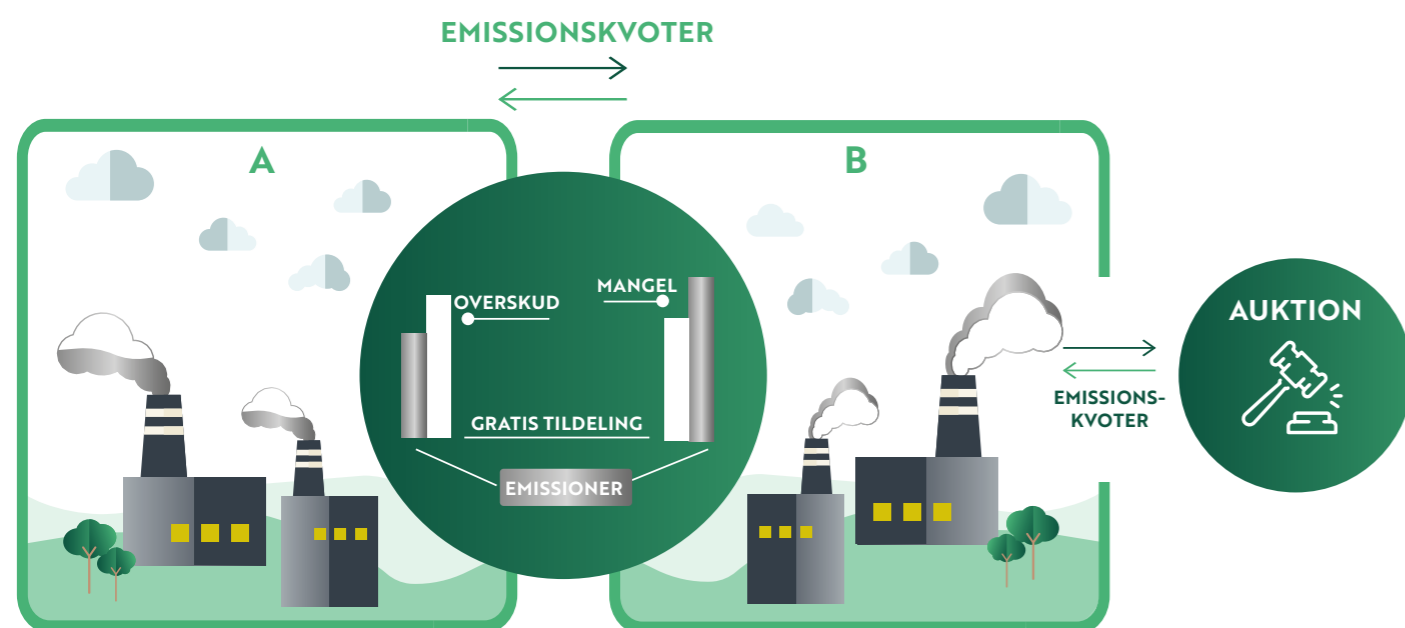 EMISSIONSKVOTER
A
B
OVERSKUD
MANGEL
GRATIS TILDELING
EMISSIONER
AUKTION
EMISSIONS-
KVOTER